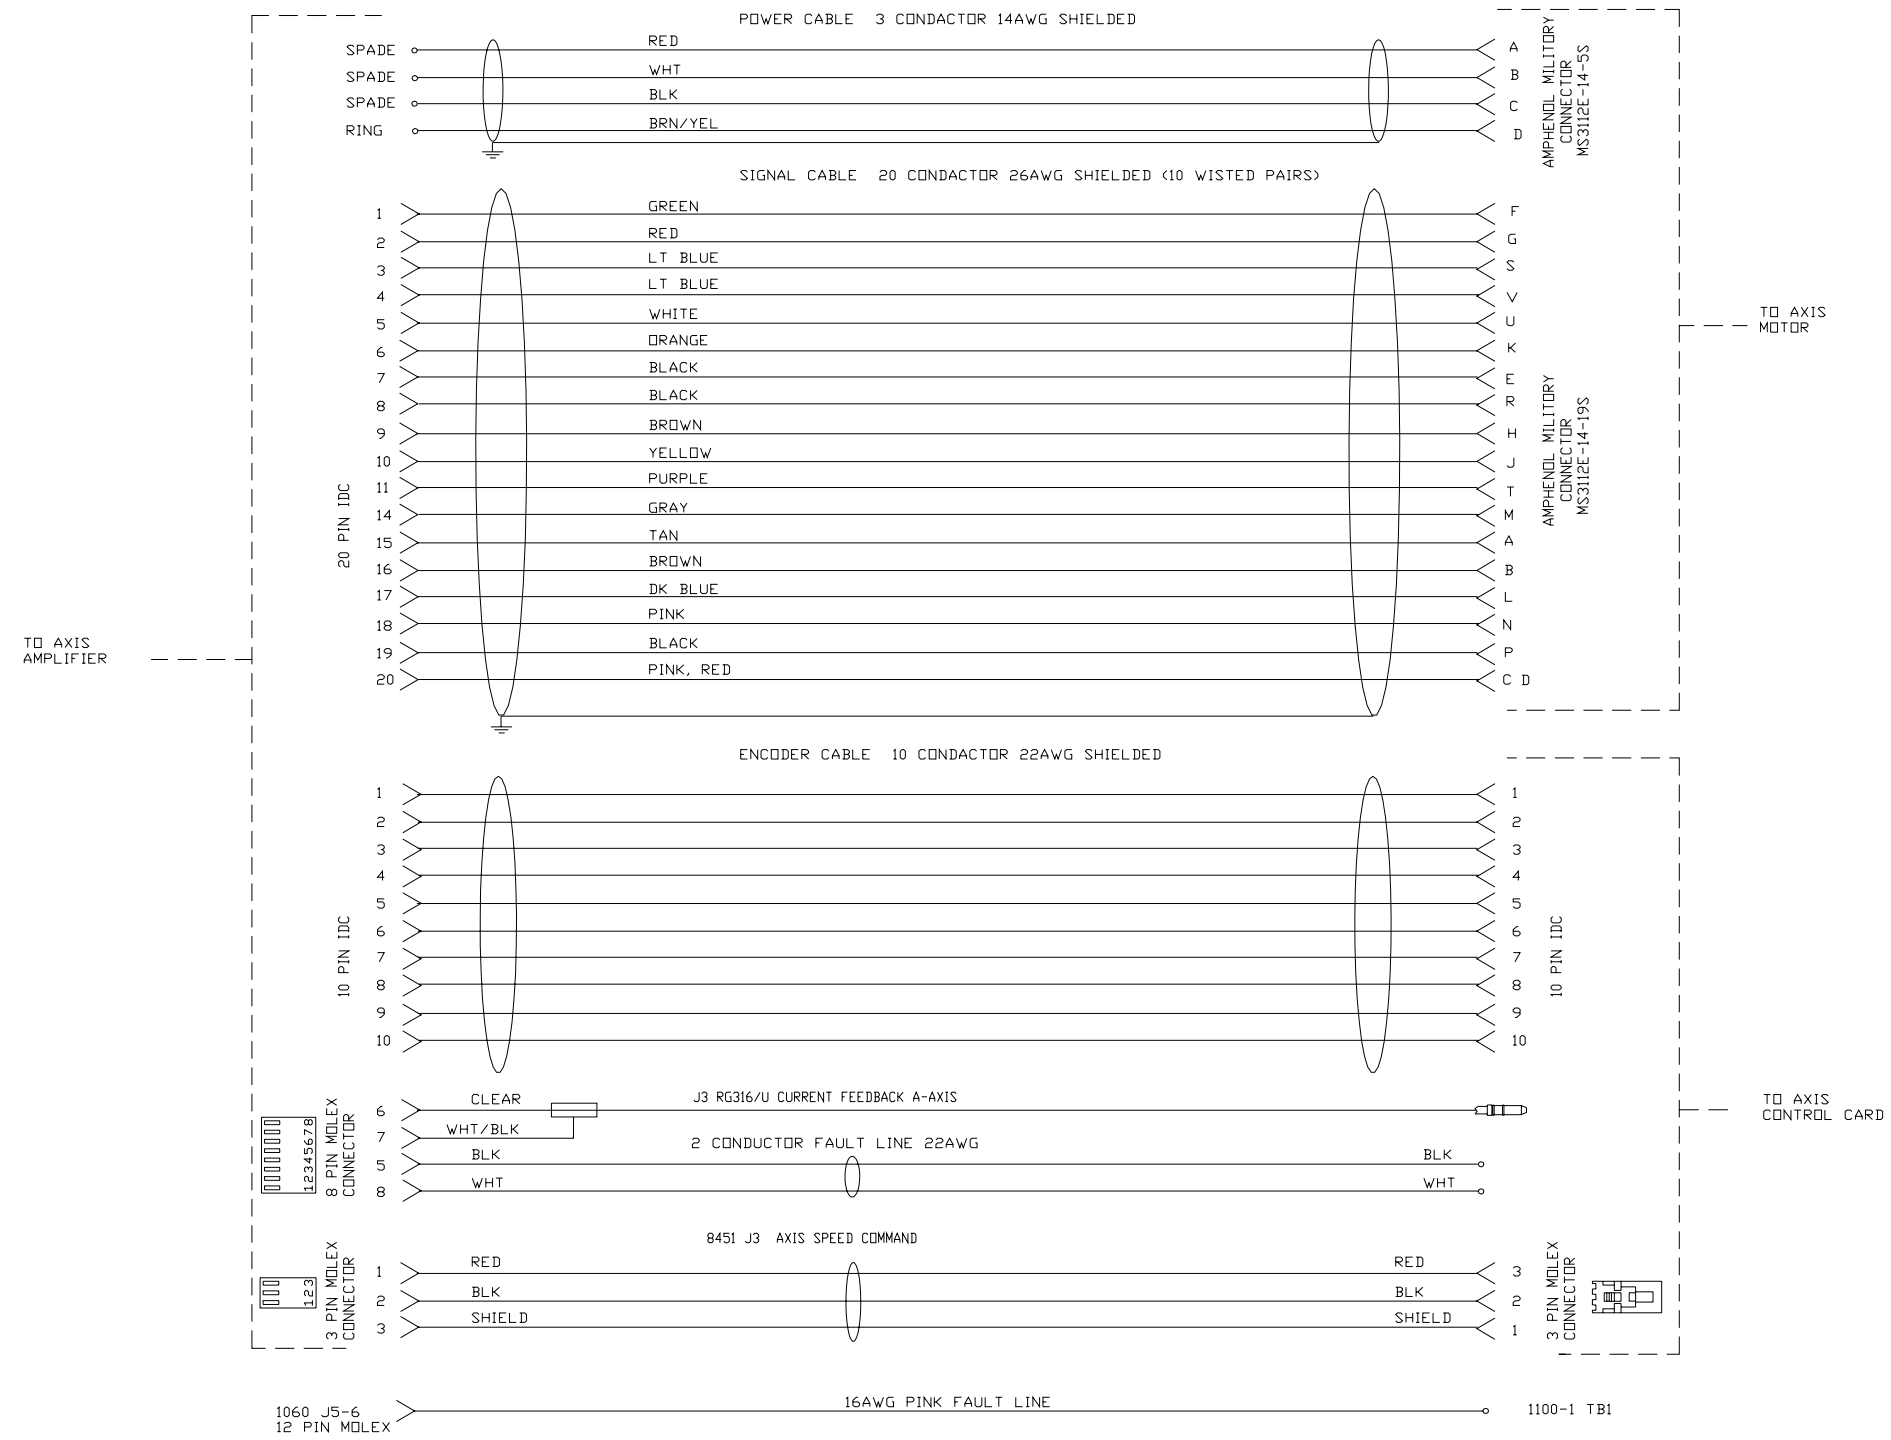 POWER CABLE 3 CONDACTOR 14AWG SHIELDED
SPADE RED A
SPADE WHT B
SPADE BLK C
RING BRN/YEL D
AMPHENOL MILITORY
CONNECTOR
MS3112E-14-5S
SIGNAL CABLE 20 CONDACTOR 26AWG SHIELDED (10 WISTED PAIRS)
1 GREEN F
2 RED G
3 LT BLUE S
4 LT BLUE V
5 WHITE U
6 ORANGE K
7 BLACK E
8 BLACK R
9 BROWN H
10 YELLOW J
11 PURPLE T
14 GRAY M
15 TAN A
16 BROWN B
17 DK BLUE L
18 PINK N
19 BLACK P
20 PINK, RED C D
20 PIN IDC
AMPHENOL MILITORY
CONNECTOR
MS3112E-14-19S
TO AXIS
MOTOR
TO AXIS
AMPLIFIER
ENCODER CABLE 10 CONDACTOR 22AWG SHIELDED
1 1
2 2
3 3
4 4
5 5
6 6
7 7
8 8
9 9
10 10
10 PIN IDC
10 PIN IDC
TO AXIS
CONTROL CARD
J3 RG316/U CURRENT FEEDBACK A-AXIS
6 CLEAR
7 WHT/BLK
2 CONDUCTOR FAULT LINE 22AWG
5 BLK BLK
8 WHT WHT
12345678
8 PIN MOLEX
CONNECTOR
8451 J3 AXIS SPEED COMMAND
1 RED RED 3
2 BLK BLK 2
3 SHIELD SHIELD 1
123
3 PIN MOLEX
CONNECTOR
3 PIN MOLEX
CONNECTOR
16AWG PINK FAULT LINE
1060 J5-6
12 PIN MOLEX
1100-1 TB1